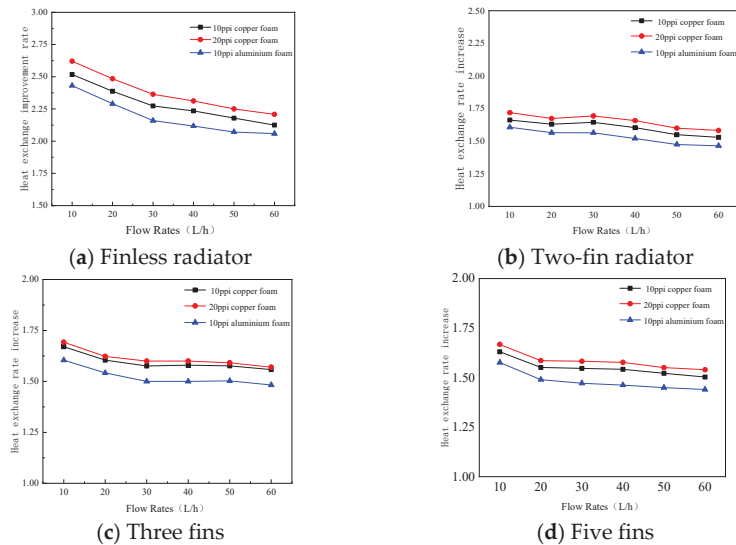 3.00
2.75
2.50
2.25
2.00
1.75
1.50
Heat exchange improvement rate
10ppi copper foam
20ppi copper foam
10ppi aluminium foam
10 20 30 40 50 60
Flow Rates（L/h）
(a) Finless radiator
2.50
2.25
1.75
1.50
1.00
Heat exchange rate increase
10ppi copper foam
20ppi copper foam
10ppi aluminium foam
10 20 30 40 50 60
Flow Rates（L/h）
(b) Two-fin radiator
2.00
1.75
1.50
1.25
1.00
Heat exchange rate increase
10ppi copper foam
20ppi copper foam
10ppi aluminium foam
10 20 30 40 50 60
Flow Rates（L/h）
(c) Three fins
2.00
1.75
1.50
1.25
1.00
Heat exchange rate increase
10ppi copper foam
20ppi copper foam
10ppi aluminium foam
10 20 30 40 50 60
Flow Rates（L/h）
(d) Five fins